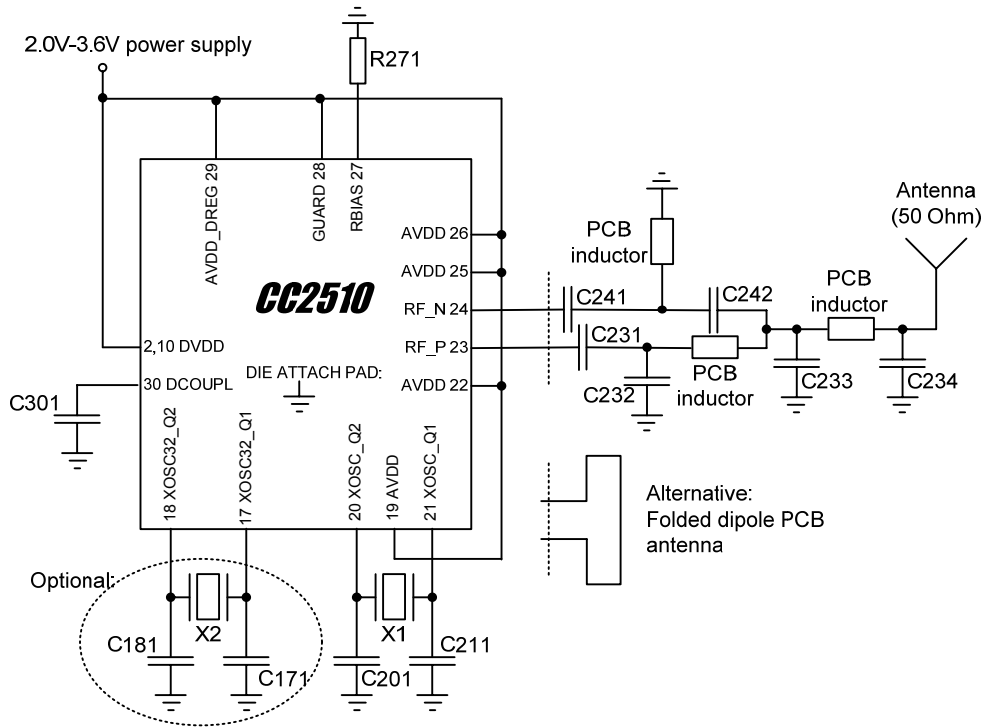 2.0V-3.6V power supply
R271
AVDD_DREG 29
GUARD 28
RBIAS 27
Antenna
(50 Ohm)
PCB
inductor
AVDD 26
AVDD 25
PCB
inductor
CC2510
RF_N 24
C241
C242
C231
2,10 DVDD
RF_P 23
DIE ATTACH PAD:
30 DCOUPL
AVDD 22
C301
C232
PCB
inductor
C233
C234
18 XOSC32_Q2
17 XOSC32_Q1
20 XOSC_Q2
19 AVDD
21 XOSC_Q1
Alternative:
Folded dipole PCB
antenna
Optional:
X2
X1
C181
C171
C201
C211